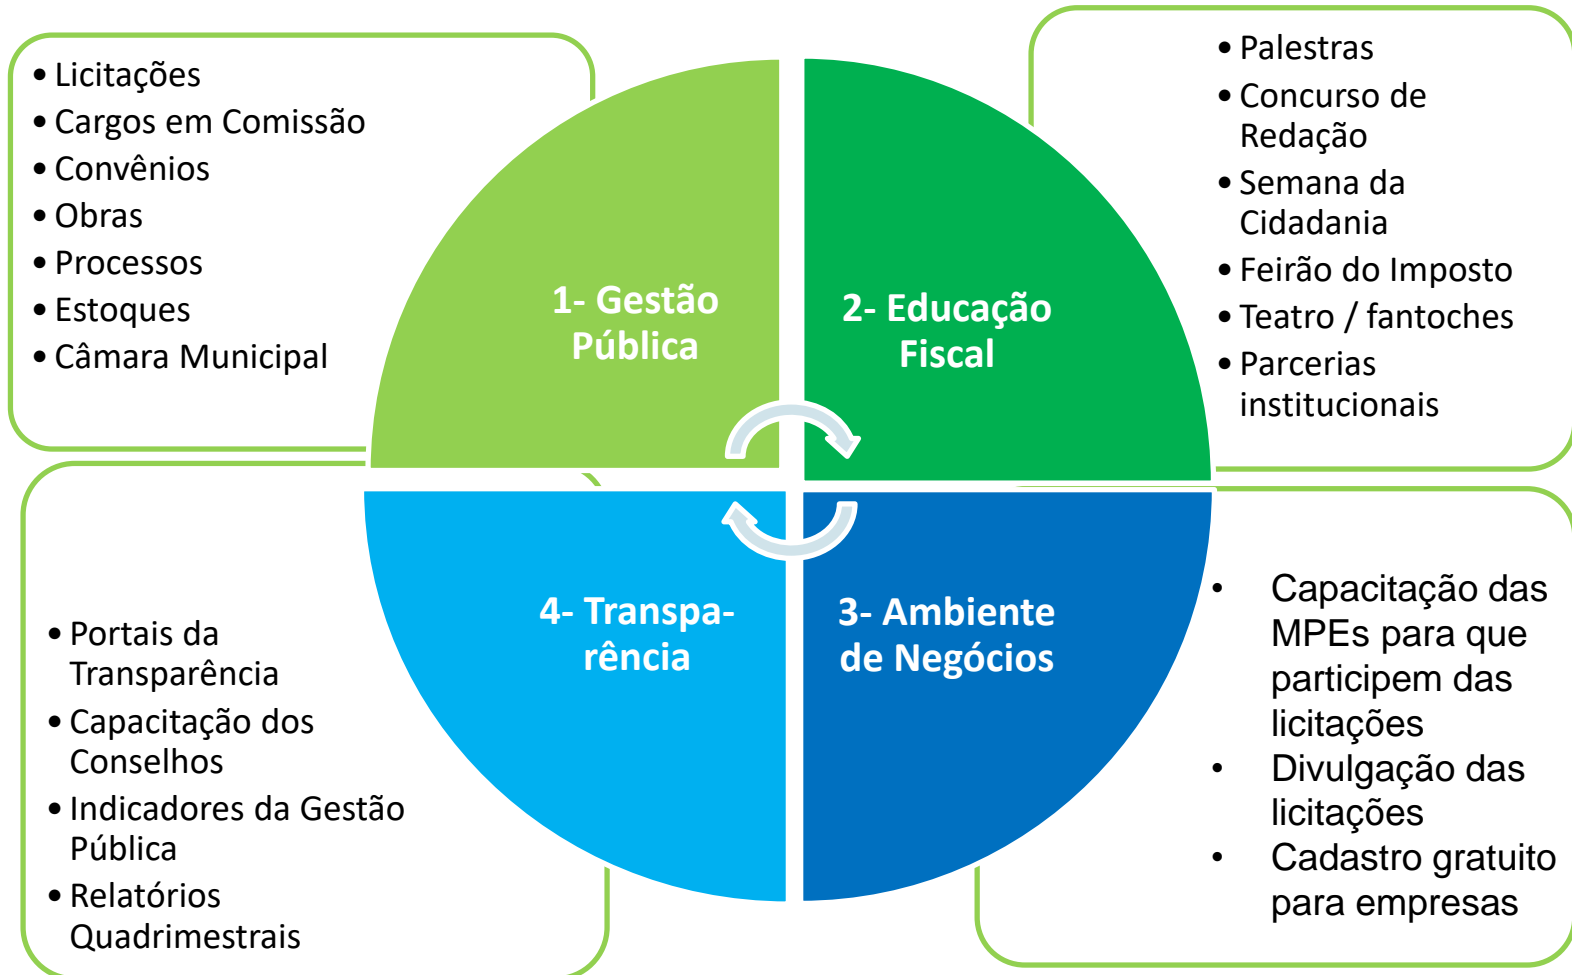 • Licitações
• Cargos em Comissão
• Convênios
• Obras
• Processos
• Estoques
• Câmara Municipal
1- Gestão
Pública
2- Educação
Fiscal
• Palestras
• Concurso de
Redação
• Semana da
Cidadania
• Feirão do Imposto
• Teatro / fantoches
• Parcerias
institucionais
• Portais da
Transparência
• Capacitação dos
Conselhos
• Indicadores da Gestão
Pública
• Relatórios
Quadrimestrais
4- Transpa-
rência
3- Ambiente
de Negócios
• Capacitação das
MPEs para que
participem das
licitações
• Divulgação das
licitações
• Cadastro gratuito
para empresas